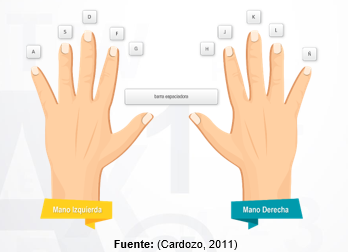 D
K
S
F
J
L
A
G
H
Ñ
barra espaciadora
Mano Izquierda
Mano Derecha
Fuente: (Cardozo, 2011)